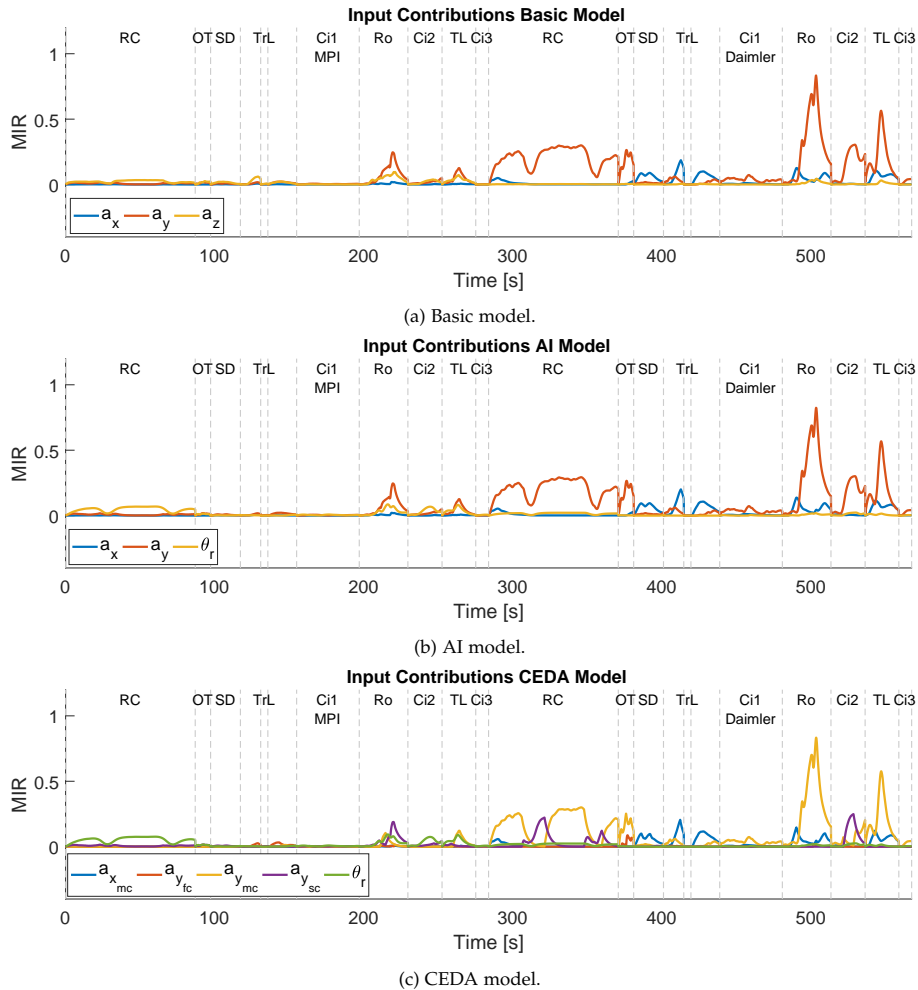 Input Contributions Basic Model
RC OT SD TrL Ci1 Ro Ci2 TL Ci3 RC OT SD TrL Ci1 Ro Ci2 TL Ci3
MPI Daimler
1
0.5
0
MIR
a_x a_y a_z
0 100 200 300 400 500
Time [s]
(a) Basic model.
Input Contributions AI Model
RC OT SD TrL Ci1 Ro Ci2 TL Ci3 RC OT SD TrL Ci1 Ro Ci2 TL Ci3
MPI Daimler
1
0.5
0
MIR
a_x a_y θ_r
0 100 200 300 400 500
Time [s]
(b) AI model.
Input Contributions CEDA Model
RC OT SD TrL Ci1 Ro Ci2 TL Ci3 RC OT SD TrL Ci1 Ro Ci2 TL Ci3
MPI Daimler
1
0.5
0
MIR
a_x_mc a_y_fc a_y_mc a_y_sc θ_r
0 100 200 300 400 500
Time [s]
(c) CEDA model.